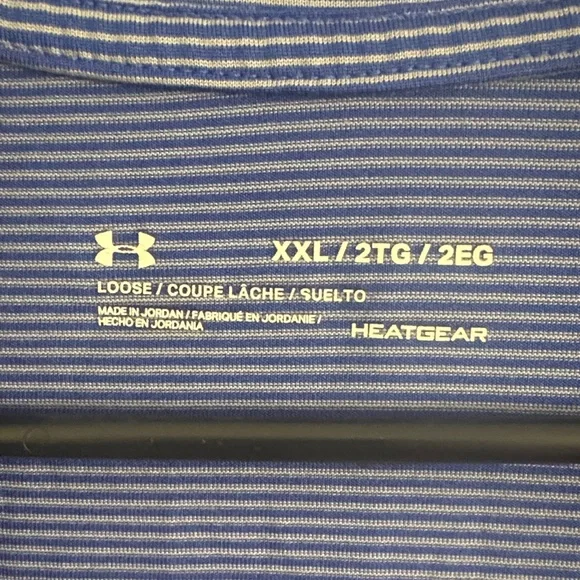 XXL / 2TG / 2EG
LOOSE / COUPE LÂCHE / SUELTO
MADE IN JORDAN / FABRIQUÉ EN JORDANIE /
HECHO EN JORDANIA
HEATGEAR